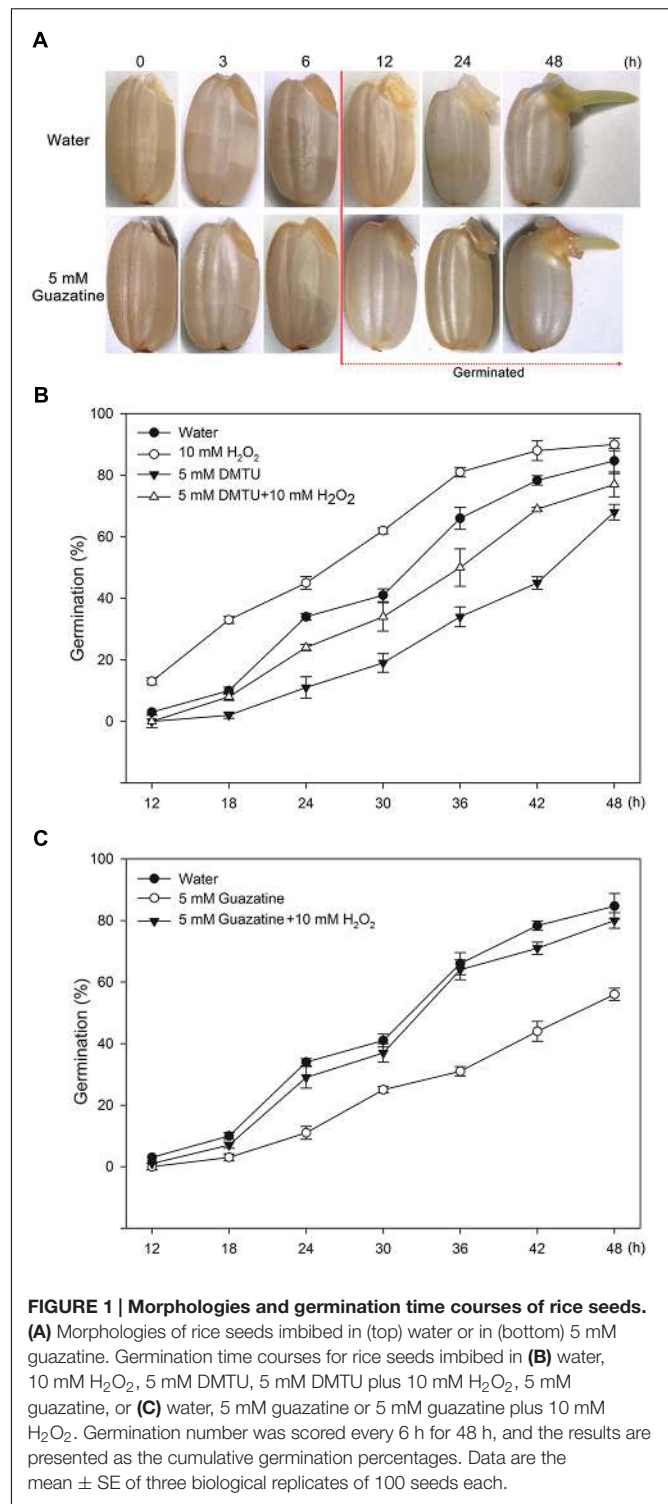 A
0 3 6 12 24 48 (h)
Water
5 mM
Guazatine
Germinated
B
100
80
60
40
20
0
Germination (%)
Water
10 mM H₂O₂
5 mM DMTU
5 mM DMTU+10 mM H₂O₂
12 18 24 30 36 42 48 (h)
C
100
80
60
40
20
0
Germination (%)
Water
5 mM Guazatine
5 mM Guazatine+10 mM H₂O₂
12 18 24 30 36 42 48 (h)
FIGURE 1 | Morphologies and germination time courses of rice seeds.
(A) Morphologies of rice seeds imbibed in (top) water or in (bottom) 5 mM
guazatine. Germination time courses for rice seeds imbibed in (B) water,
10 mM H₂O₂, 5 mM DMTU, 5 mM DMTU plus 10 mM H₂O₂, 5 mM
guazatine, or (C) water, 5 mM guazatine or 5 mM guazatine plus 10 mM
H₂O₂. Germination number was scored every 6 h for 48 h, and the results are
presented as the cumulative germination percentages. Data are the
mean ± SE of three biological replicates of 100 seeds each.